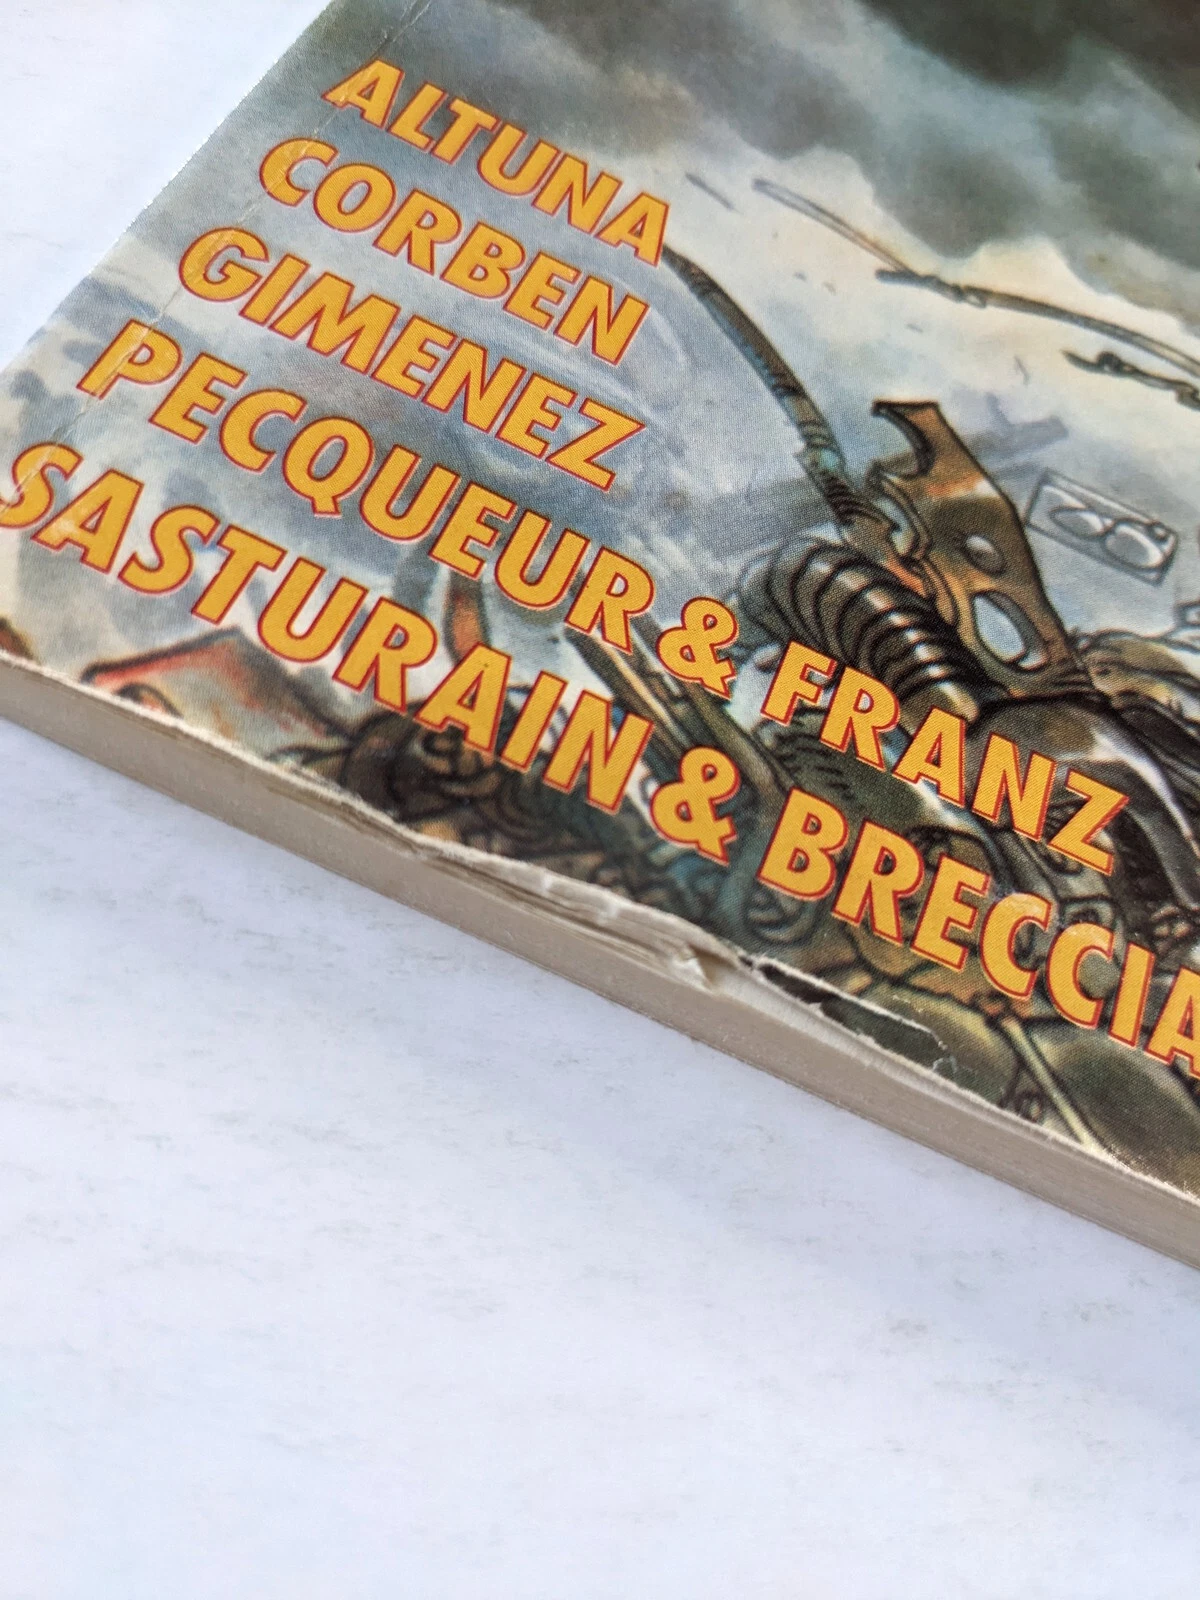 ALTUNA
CORBEN
GIMENEZ
PECQUEUR & FRANZ
SASTURAIN & BRECCIA